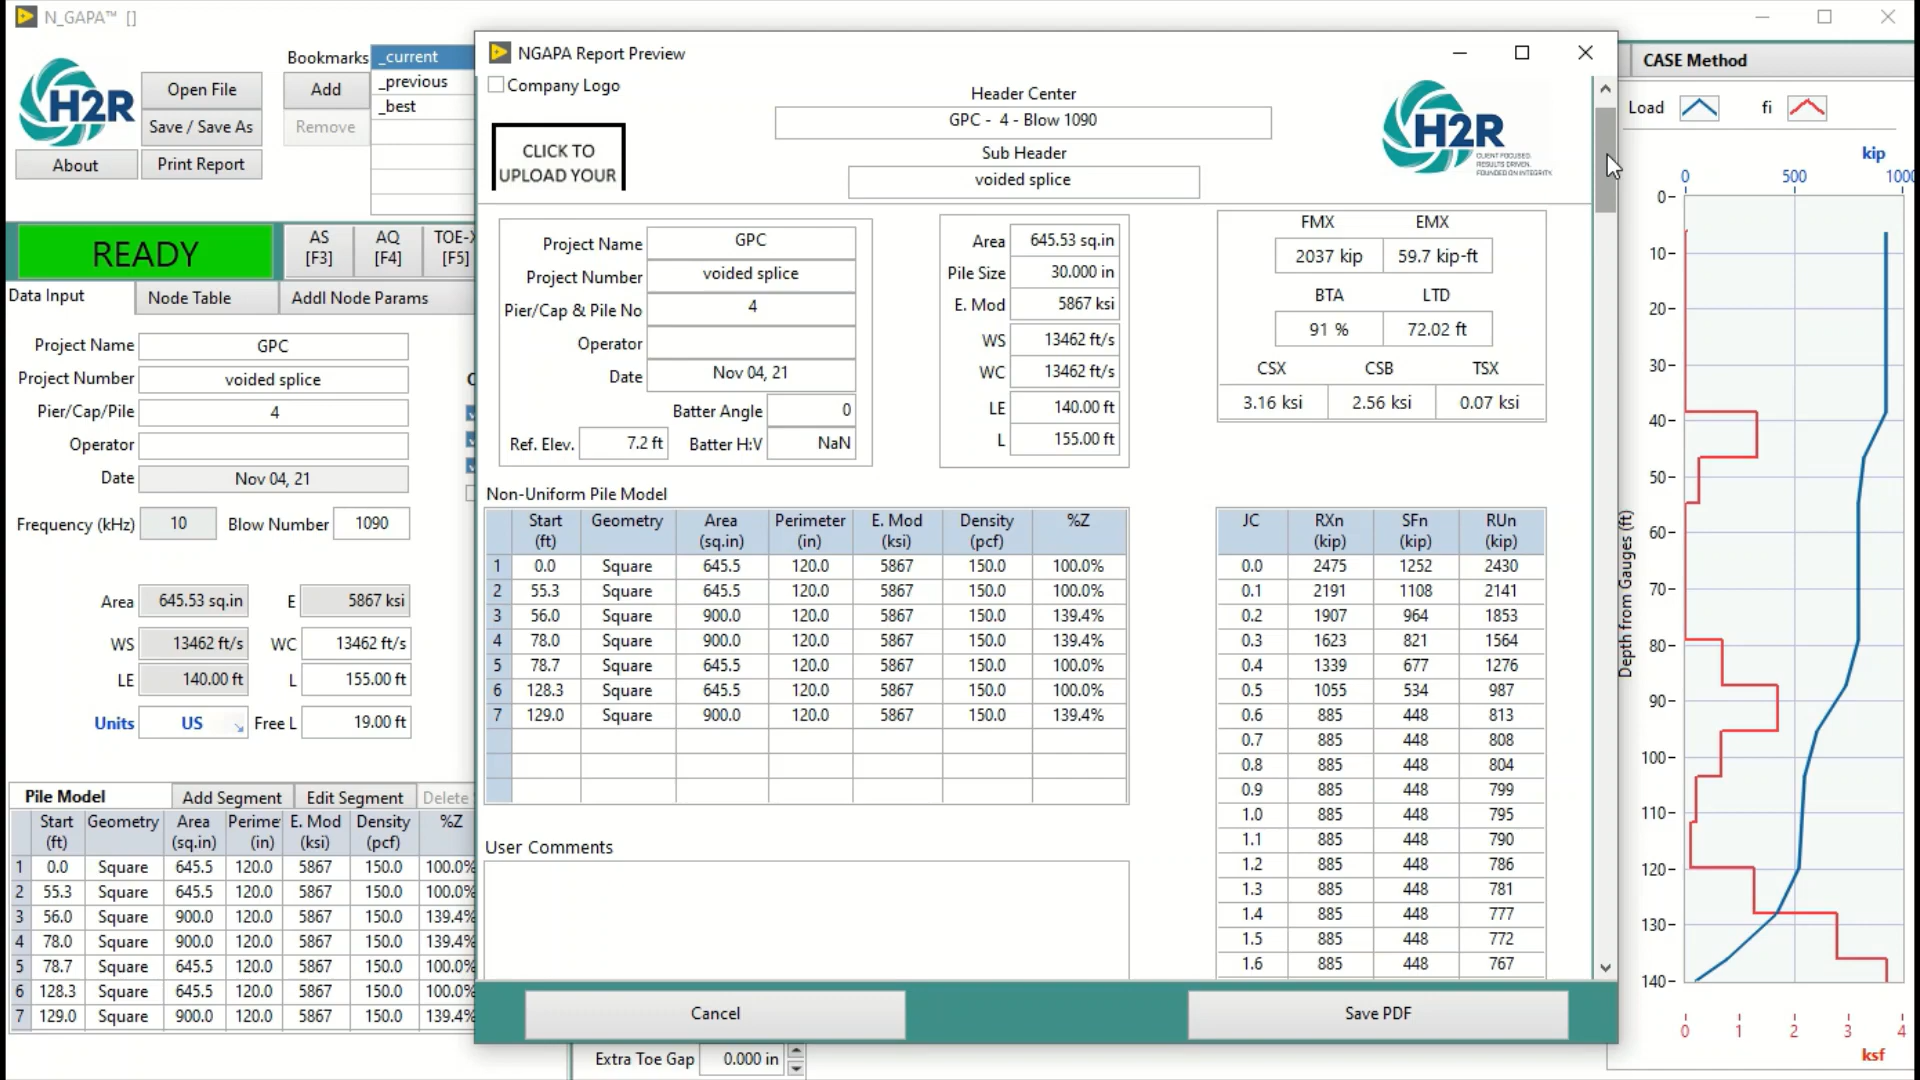 N_GAPA™ []
H2R
Open File
Save / Save As
About
Print Report
Bookmarks
Add
Remove
_current
_previous
_best
READY
AS
[F3]
AQ
[F4]
[F5]
Data Input
Node Table
Addl Node Params
Project Name GPC
Project Number voided splice
Pier/Cap/Pile 4
Operator
Date Nov 04, 21
Frequency (kHz) 10 Blow Number 1090
Area 645.53 sq.in E 5867 ksi
WS 13462 ft/s WC 13462 ft/s
LE 140.00 ft L 155.00 ft
Units US Free L 19.00 ft
Pile Model Add Segment Edit Segment Delete
Start Geometry Area Perime E. Mod Density %Z
(ft) (sq.in) (in) (ksi) (pcf)
1 0.0 Square 645.5 120.0 5867 150.0 100.0%
2 55.3 Square 645.5 120.0 5867 150.0 100.0%
3 56.0 Square 900.0 120.0 5867 150.0 139.4%
4 78.0 Square 900.0 120.0 5867 150.0 139.4%
5 78.7 Square 645.5 120.0 5867 150.0 100.0%
6 128.3 Square 645.5 120.0 5867 150.0 100.0%
7 129.0 Square 900.0 120.0 5867 150.0 139.4%
Extra Toe Gap 0.000 in
NGAPA Report Preview
Company Logo
CLICK TO
UPLOAD YOUR
Header Center
GPC - 4 - Blow 1090
Sub Header
voided splice
H2R
CLIENT FOCUSED.
RESULTS DRIVEN.
FOUNDED ON INTEGRITY
Project Name GPC
Project Number voided splice
Pier/Cap & Pile No 4
Operator
Date Nov 04, 21
Batter Angle 0
Ref. Elev. 7.2 ft Batter H:V NaN
Area 645.53 sq.in
Pile Size 30.000 in
E. Mod 5867 ksi
WS 13462 ft/s
WC 13462 ft/s
LE 140.00 ft
L 155.00 ft
FMX EMX
2037 kip 59.7 kip-ft
BTA LTD
91 % 72.02 ft
CSX CSB TSX
3.16 ksi 2.56 ksi 0.07 ksi
Non-Uniform Pile Model
Start Geometry Area Perimeter E. Mod Density %Z
(ft) (sq.in) (in) (ksi) (pcf)
1 0.0 Square 645.5 120.0 5867 150.0 100.0%
2 55.3 Square 645.5 120.0 5867 150.0 100.0%
3 56.0 Square 900.0 120.0 5867 150.0 139.4%
4 78.0 Square 900.0 120.0 5867 150.0 139.4%
5 78.7 Square 645.5 120.0 5867 150.0 100.0%
6 128.3 Square 645.5 120.0 5867 150.0 100.0%
7 129.0 Square 900.0 120.0 5867 150.0 139.4%
User Comments
JC RXn SFn RUn
(kip) (kip) (kip)
0.0 2475 1252 2430
0.1 2191 1108 2141
0.2 1907 964 1853
0.3 1623 821 1564
0.4 1339 677 1276
0.5 1055 534 987
0.6 885 448 813
0.7 885 448 808
0.8 885 448 804
0.9 885 448 799
1.0 885 448 795
1.1 885 448 790
1.2 885 448 786
1.3 885 448 781
1.4 885 448 777
1.5 885 448 772
1.6 885 448 767
Cancel
Save PDF
CASE Method
Load fi
kip
0 500 1000
Depth from Gauges (ft)
0-
10-
20-
30-
40-
50-
60-
70-
80-
90-
100-
110-
120-
130-
140-
0 1 2 3 4
ksf